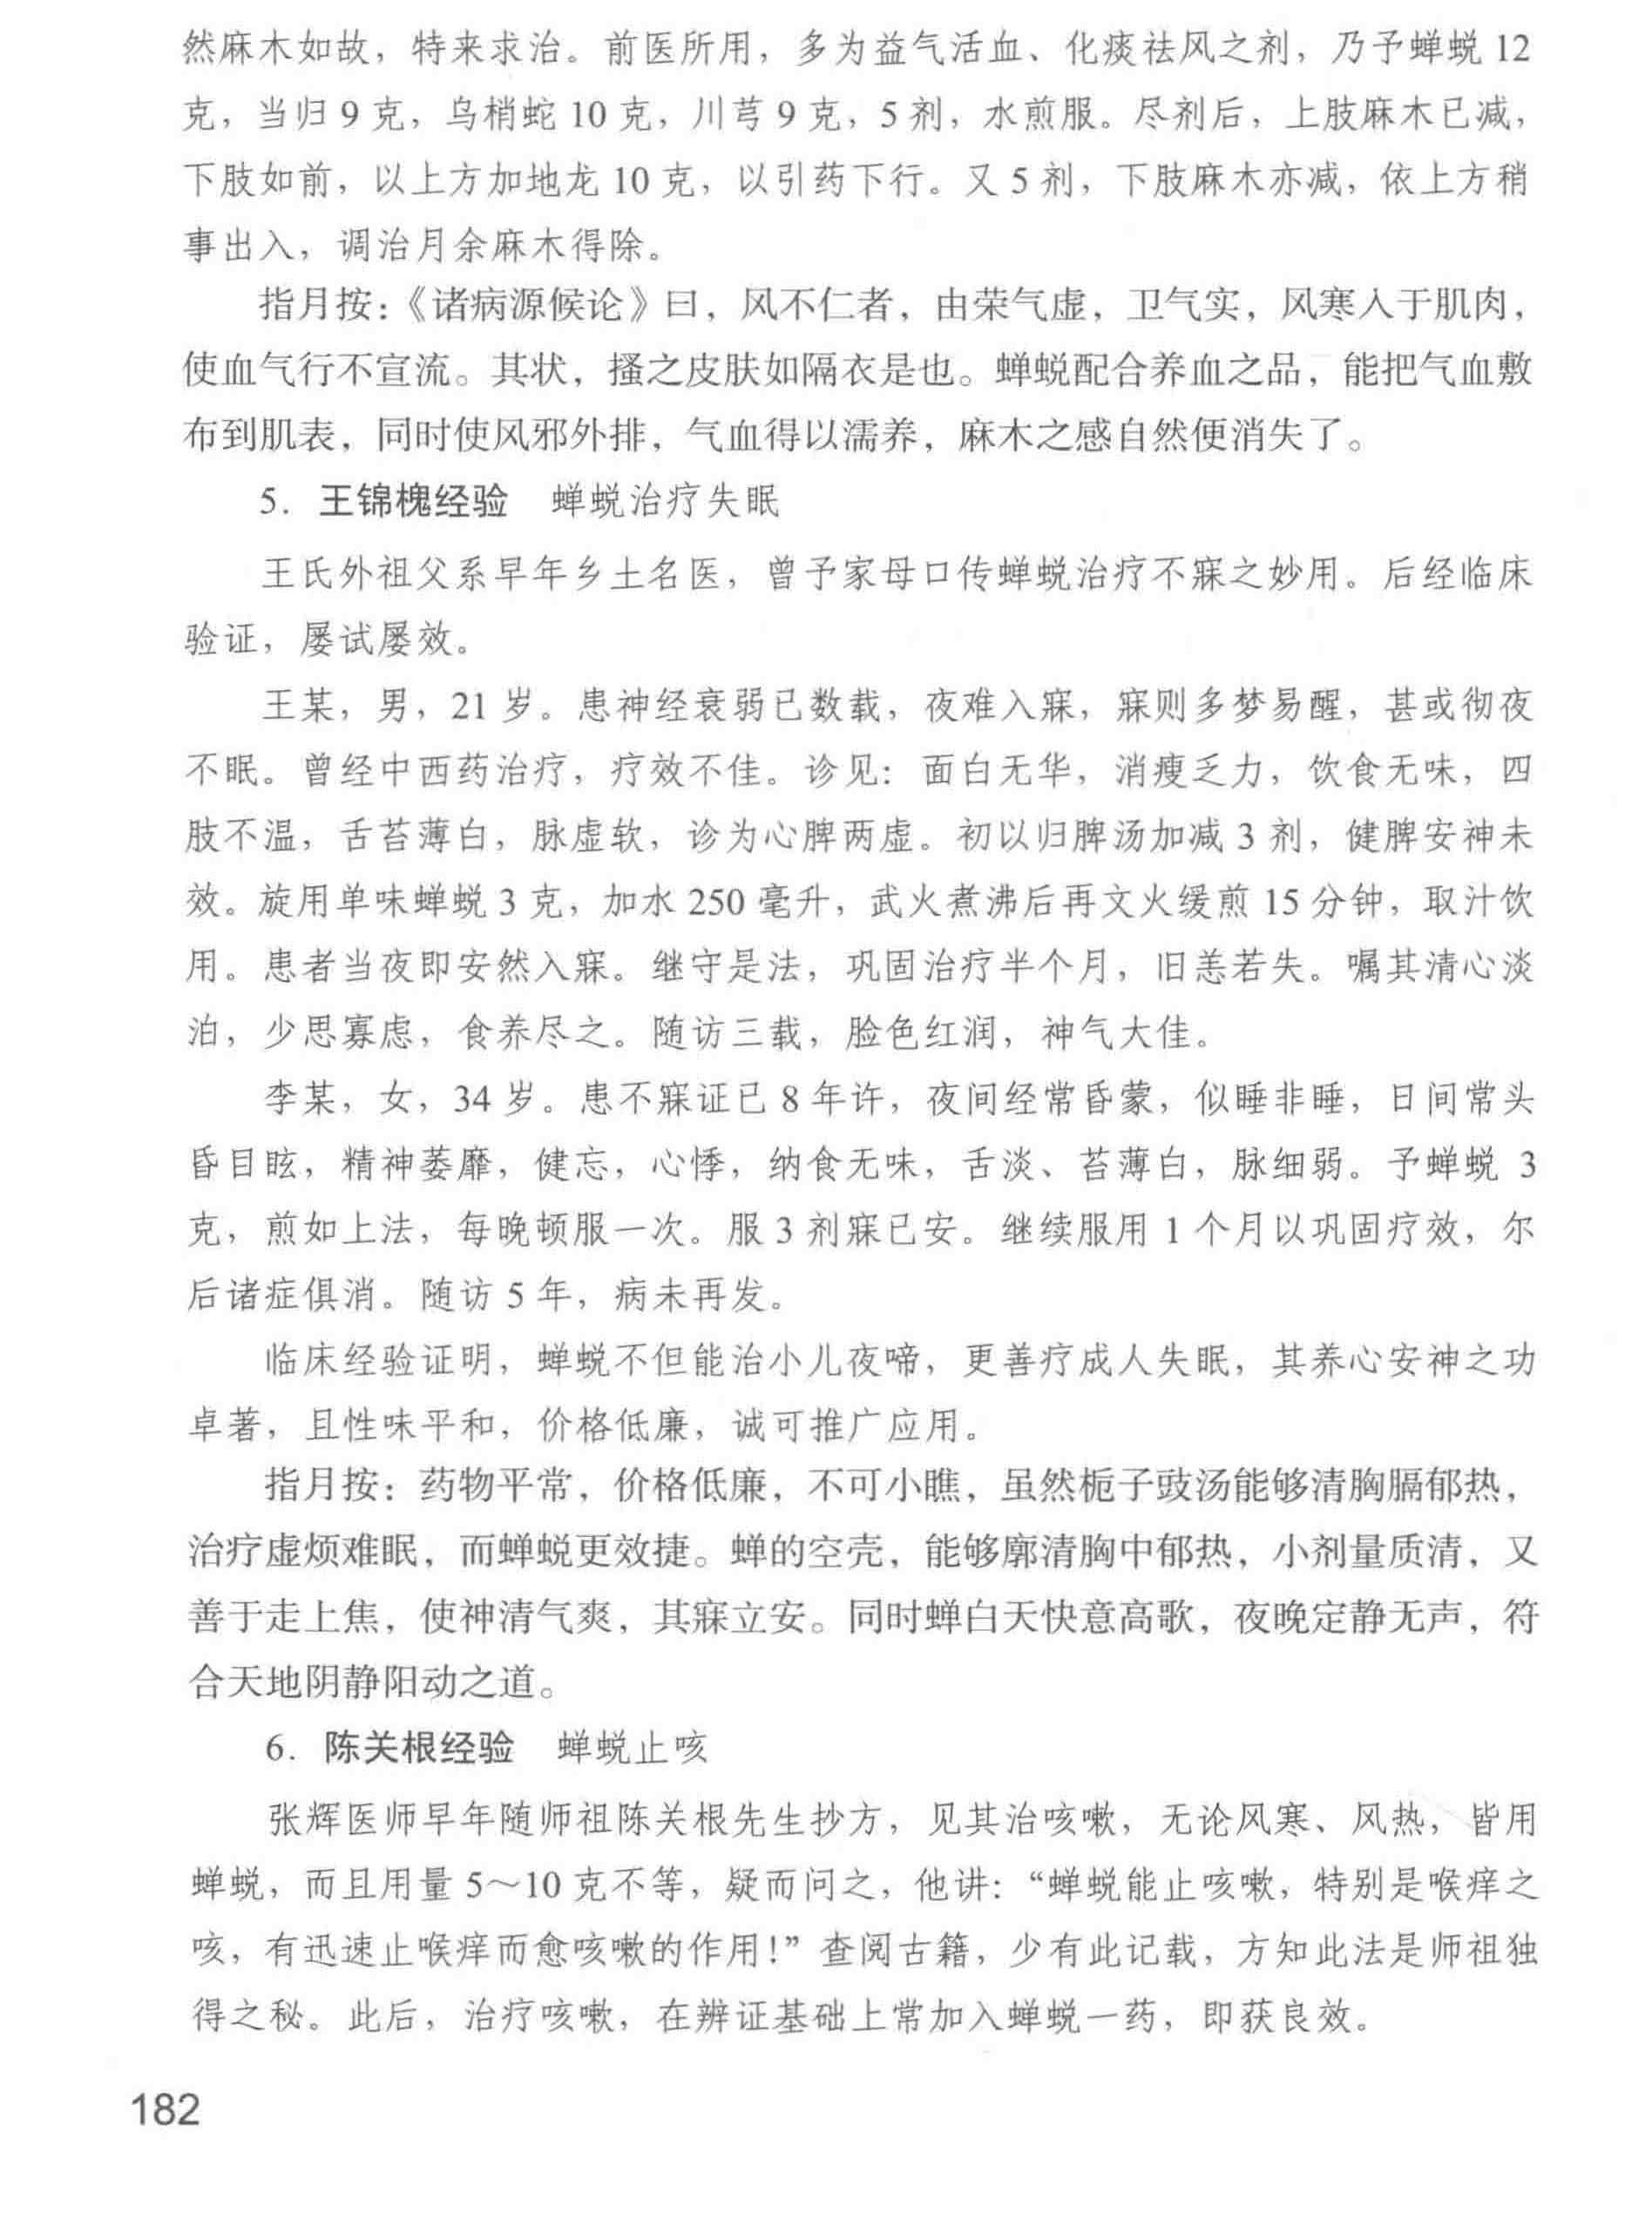 然麻木如故，特来求治。前医所用，多为益气活血、化痰祛风之剂，乃予蝉蜕 12
克，当归 9 克，乌梢蛇 10 克，川芎 9 克，5 剂，水煎服。尽剂后，上肢麻木已减，
下肢如前，以上方加地龙 10 克，以引药下行。又 5 剂，下肢麻木亦减，依上方稍
事出入，调治月余麻木得除。
指月按：《诸病源候论》曰，风不仁者，由荣气虚，卫气实，风寒入于肌肉，
使血气行不宣流。其状，搔之皮肤如隔衣是也。蝉蜕配合养血之品，能把气血敷
布到肌表，同时使风邪外排，气血得以濡养，麻木之感自然便消失了。
5. 王锦槐经验 蝉蜕治疗失眠
王氏外祖父系早年乡土名医，曾予家母口传蝉蜕治疗不寐之妙用。后经临床
验证，屡试屡效。
王某，男，21 岁。患神经衰弱已数载，夜难入寐，寐则多梦易醒，甚或彻夜
不眠。曾经中西药治疗，疗效不佳。诊见：面白无华，消瘦乏力，饮食无味，四
肢不温，舌苔薄白，脉虚软，诊为心脾两虚。初以归脾汤加减 3 剂，健脾安神未
效。旋用单味蝉蜕 3 克，加水 250 毫升，武火煮沸后再文火缓煎 15 分钟，取汁饮
用。患者当夜即安然入寐。继守是法，巩固治疗半个月，旧恙若失。嘱其清心淡
泊，少思寡虑，食养尽之。随访三载，脸色红润，神气大佳。
李某，女，34 岁。患不寐证已 8 年许，夜间经常昏蒙，似睡非睡，日间常头
昏目眩，精神萎靡，健忘，心悸，纳食无味，舌淡、苔薄白，脉细弱。予蝉蜕 3
克，煎如上法，每晚顿服一次。服 3 剂寐已安。继续服用 1 个月以巩固疗效，尔
后诸症俱消。随访 5 年，病未再发。
临床经验证明，蝉蜕不但能治小儿夜啼，更善疗成人失眠，其养心安神之功
卓著，且性味平和，价格低廉，诚可推广应用。
指月按：药物平常，价格低廉，不可小瞧，虽然栀子豉汤能够清胸膈郁热，
治疗虚烦难眠，而蝉蜕更效捷。蝉的空壳，能够廓清胸中郁热，小剂量质清，又
善于走上焦，使神清气爽，其寐立安。同时蝉白天快意高歌，夜晚定静无声，符
合天地阴静阳动之道。
6. 陈关根经验 蝉蜕止咳
张辉医师早年随师祖陈关根先生抄方，见其治咳嗽，无论风寒、风热，皆用
蝉蜕，而且用量 5～10 克不等，疑而问之，他讲：“蝉蜕能止咳嗽，特别是喉痒之
咳，有迅速止喉痒而愈咳嗽的作用！”查阅古籍，少有此记载，方知此法是师祖独
得之秘。此后，治疗咳嗽，在辨证基础上常加入蝉蜕一药，即获良效。
182